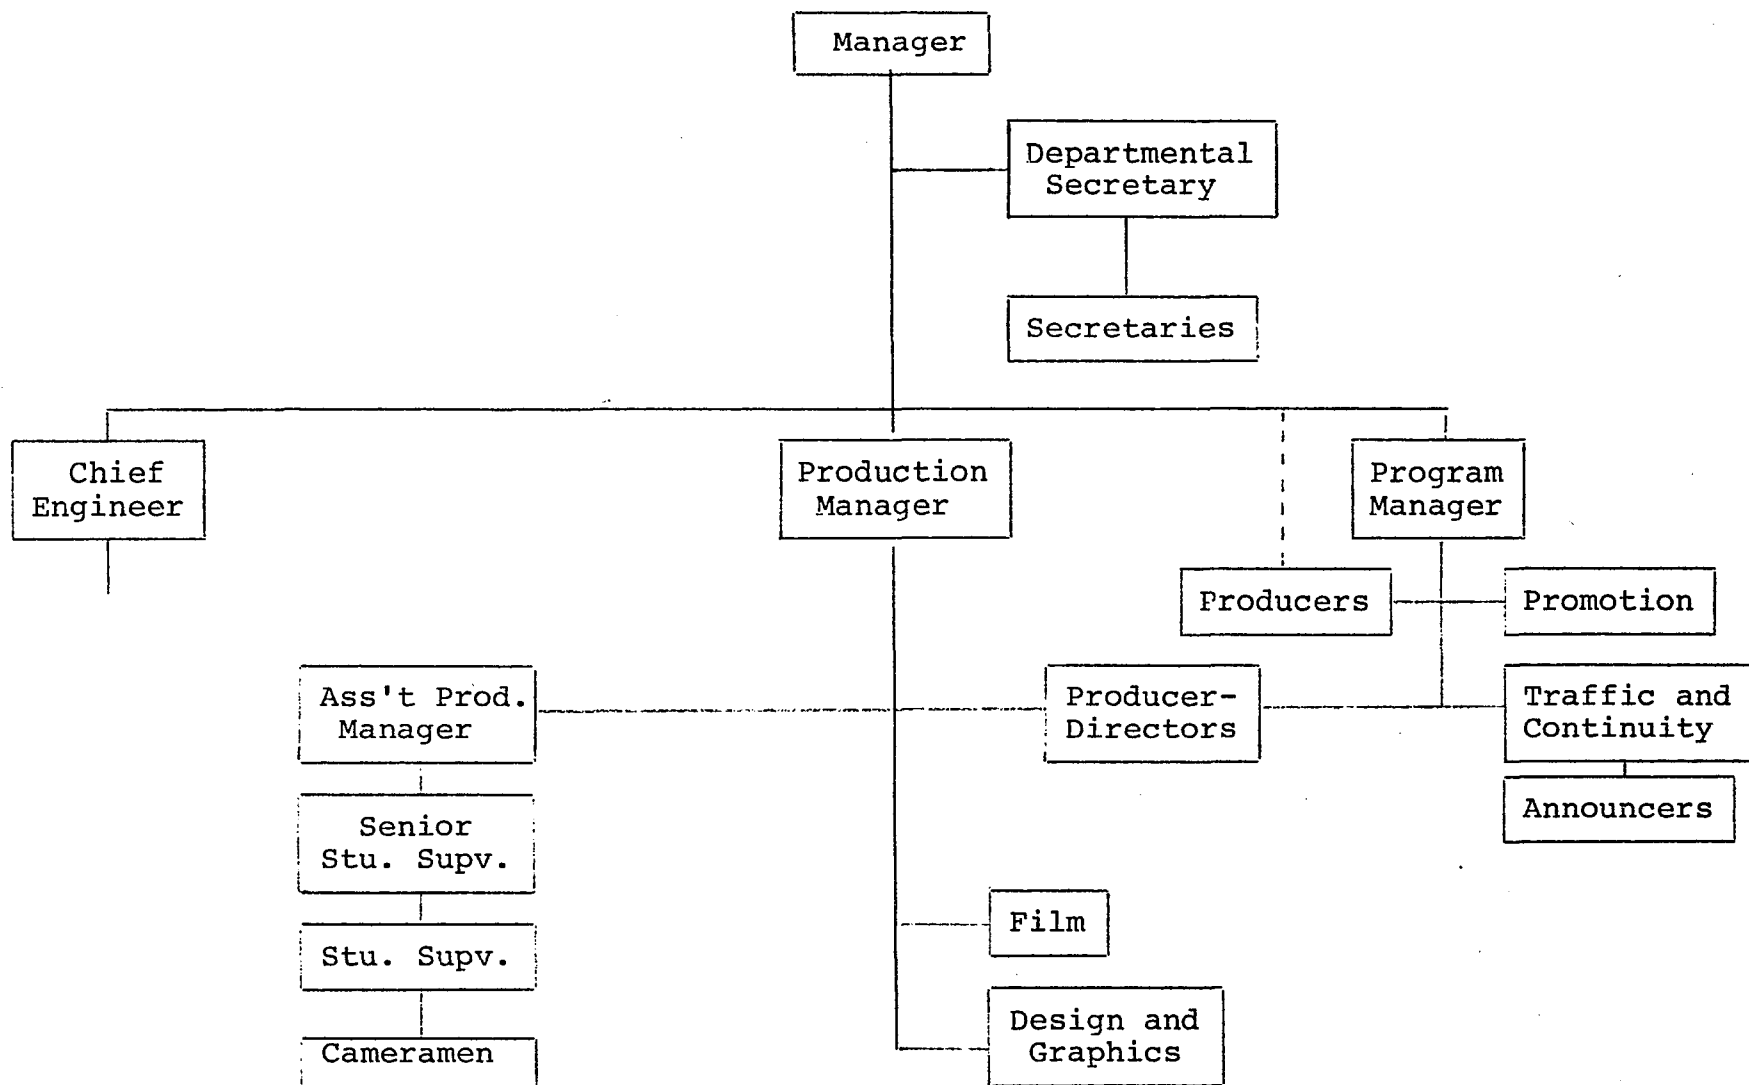 Manager
Departmental
Secretary
Secretaries
Chief
Engineer
Production
Manager
Program
Manager
Producers
Promotion
Ass't Prod.
Manager
Producer-
Directors
Traffic and
Continuity
Announcers
Senior
Stu. Supv.
Stu. Supv.
Film
Design and
Graphics
Cameramen